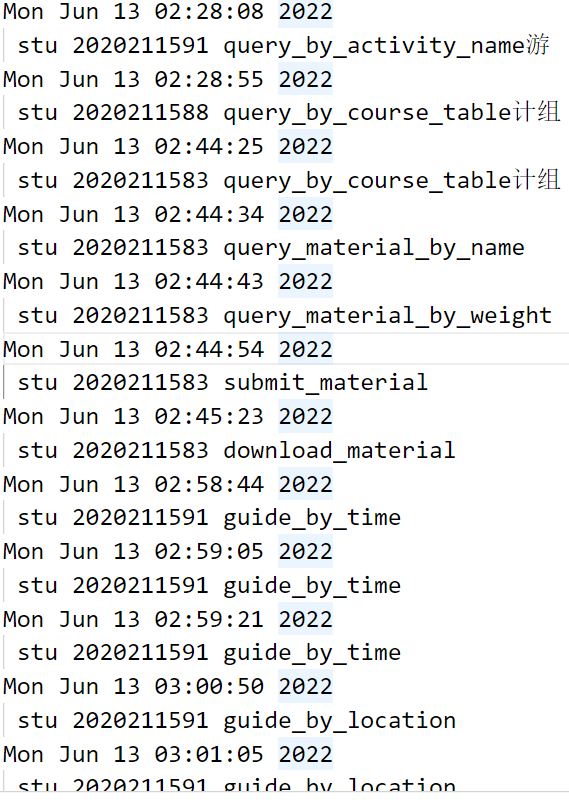 Mon Jun 13 02:28:08 2022
stu 2020211591 query_by_activity_name游
Mon Jun 13 02:28:55 2022
stu 2020211588 query_by_course_table计组
Mon Jun 13 02:44:25 2022
stu 2020211583 query_by_course_table计组
Mon Jun 13 02:44:34 2022
stu 2020211583 query_material_by_name
Mon Jun 13 02:44:43 2022
stu 2020211583 query_material_by_weight
Mon Jun 13 02:44:54 2022
stu 2020211583 submit_material
Mon Jun 13 02:45:23 2022
stu 2020211583 download_material
Mon Jun 13 02:58:44 2022
stu 2020211591 guide_by_time
Mon Jun 13 02:59:05 2022
stu 2020211591 guide_by_time
Mon Jun 13 02:59:21 2022
stu 2020211591 guide_by_time
Mon Jun 13 03:00:50 2022
stu 2020211591 guide_by_location
Mon Jun 13 03:01:05 2022
stu 2020211591 guide_by_location